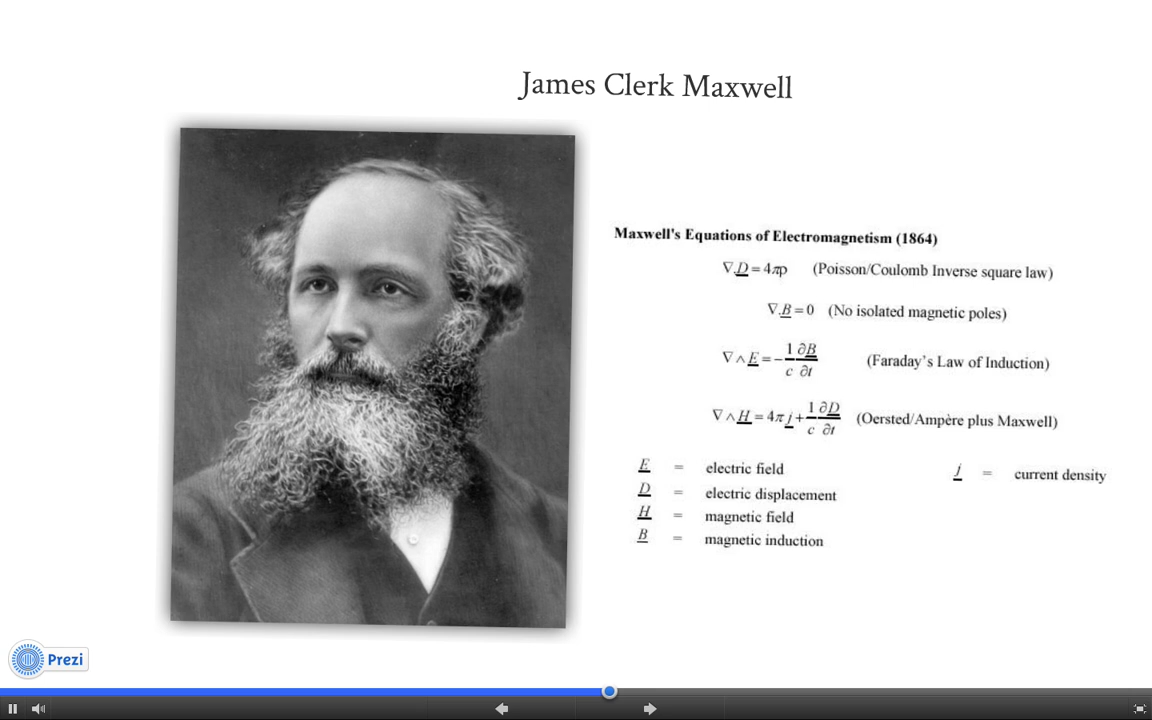 James Clerk Maxwell
Maxwell's Equations of Electromagnetism (1864)
∇.D = 4πp (Poisson/Coulomb Inverse square law)
∇.B = 0 (No isolated magnetic poles)
∇∧E = -1/c ∂B/∂t (Faraday's Law of Induction)
∇∧H = 4πj + 1/c ∂D/∂t (Oersted/Ampère plus Maxwell)
E = electric field j = current density
D = electric displacement
H = magnetic field
B = magnetic induction
Prezi